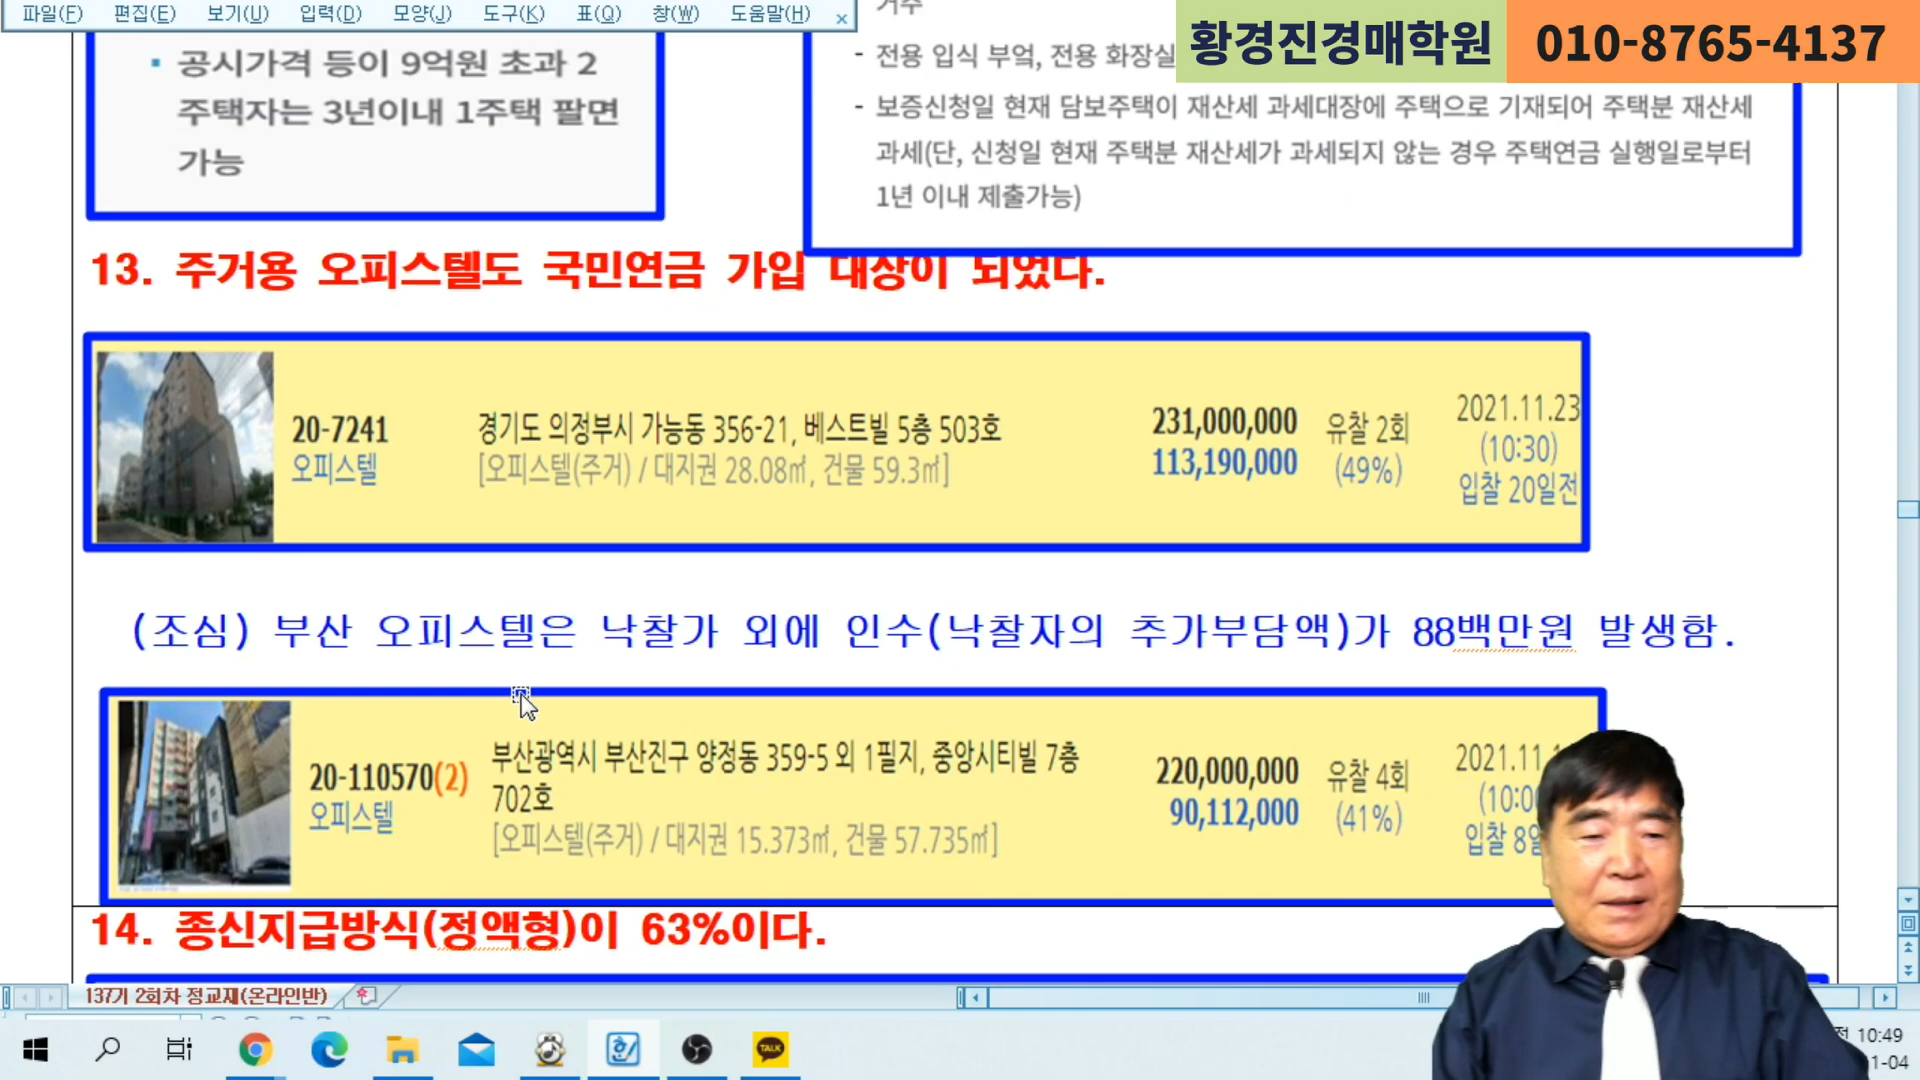 파일(F) 편집(E) 보기(U) 입력(D) 모양(J) 도구(K) 표(Q) 창(W) 도움말(H) x
황경진경매학원 010-8765-4137
▪ 공시가격 등이 9억원 초과 2
주택자는 3년이내 1주택 팔면
가능
거주
- 전용 입식 부엌, 전용 화장실
- 보증신청일 현재 담보주택이 재산세 과세대장에 주택으로 기재되어 주택분 재산세
과세(단, 신청일 현재 주택분 재산세가 과세되지 않는 경우 주택연금 실행일로부터
1년 이내 제출가능)
13. 주거용 오피스텔도 국민연금 가입 대상이 되었다.
20-7241
오피스텔
경기도 의정부시 가능동 356-21, 베스트빌 5층 503호
[오피스텔(주거) / 대지권 28.08㎡, 건물 59.3㎡]
231,000,000
113,190,000
유찰 2회
(49%)
2021.11.23
(10:30)
입찰 20일전
(조심) 부산 오피스텔은 낙찰가 외에 인수(낙찰자의 추가부담액)가 88백만원 발생함.
20-110570(2)
오피스텔
부산광역시 부산진구 양정동 359-5 외 1필지, 중앙시티빌 7층
702호
[오피스텔(주거) / 대지권 15.373㎡, 건물 57.735㎡]
220,000,000
90,112,000
유찰 4회
(41%)
2021.11.1
(10:00
입찰 8일
14. 종신지급방식(정액형)이 63%이다.
137기 2회차 정교재(온라인반)
TALK
10:49
1-04